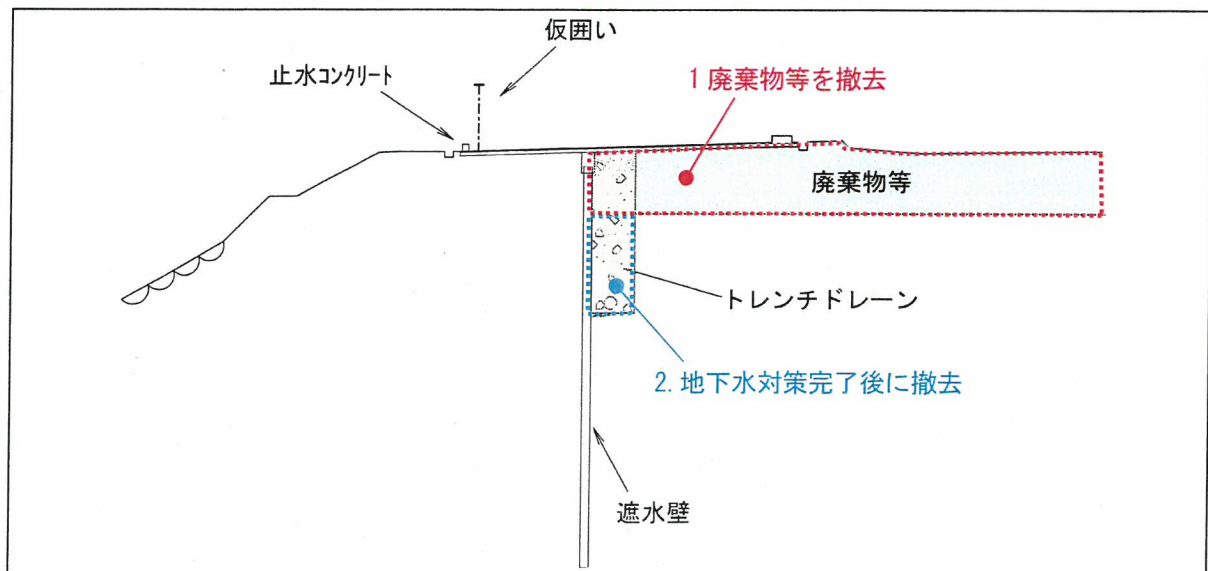 仮囲い
止水コンクリート
1 廃棄物等を撤去
廃棄物等
トレンチドレーン
2. 地下水対策完了後に撤去
遮水壁